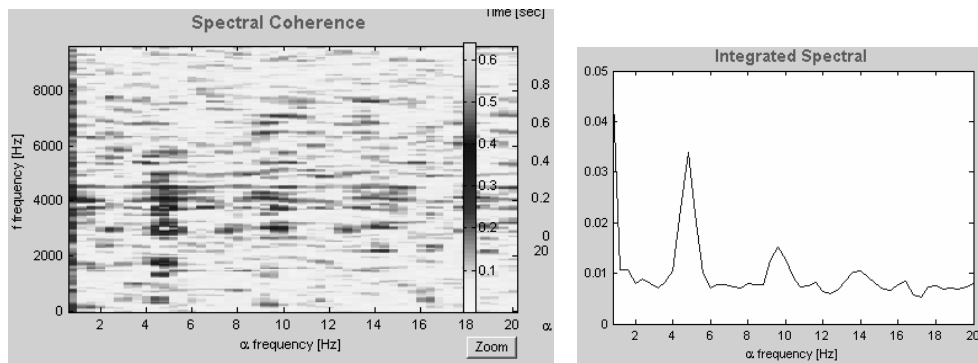 Time [sec]
Spectral Coherence
8000
6000
4000
2000
0
f frequency [Hz]
2 4 6 8 10 12 14 16 18 20
α frequency [Hz]
0.6
0.5
0.4
0.3
0.2
0.1
0.8
0.6
0.4
0.2
0
20
α
Zoom
Integrated Spectral
0.05
0.04
0.03
0.02
0.01
0
2 4 6 8 10 12 14 16 18 20
α frequency [Hz]